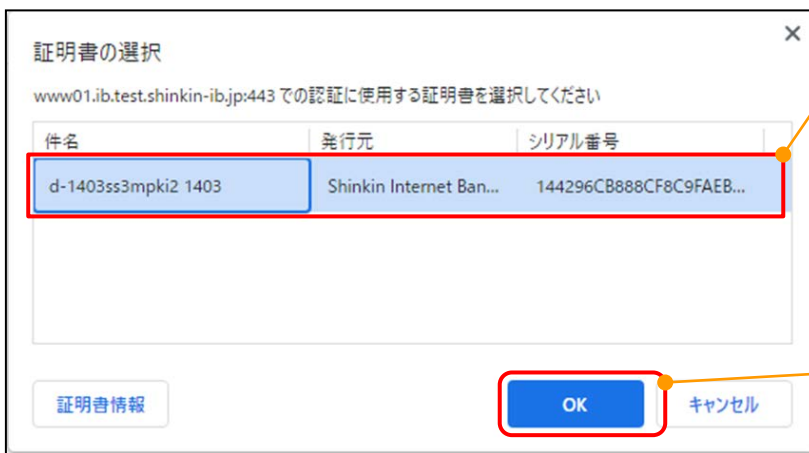 証明書の選択
www01.ib.test.shinkin-ib.jp:443 での認証に使用する証明書を選択してください
件名 発行元 シリアル番号
d-1403ss3mpki2 1403 Shinkin Internet Ban... 144296CB888CF8C9FAEB...
証明書情報 OK キャンセル